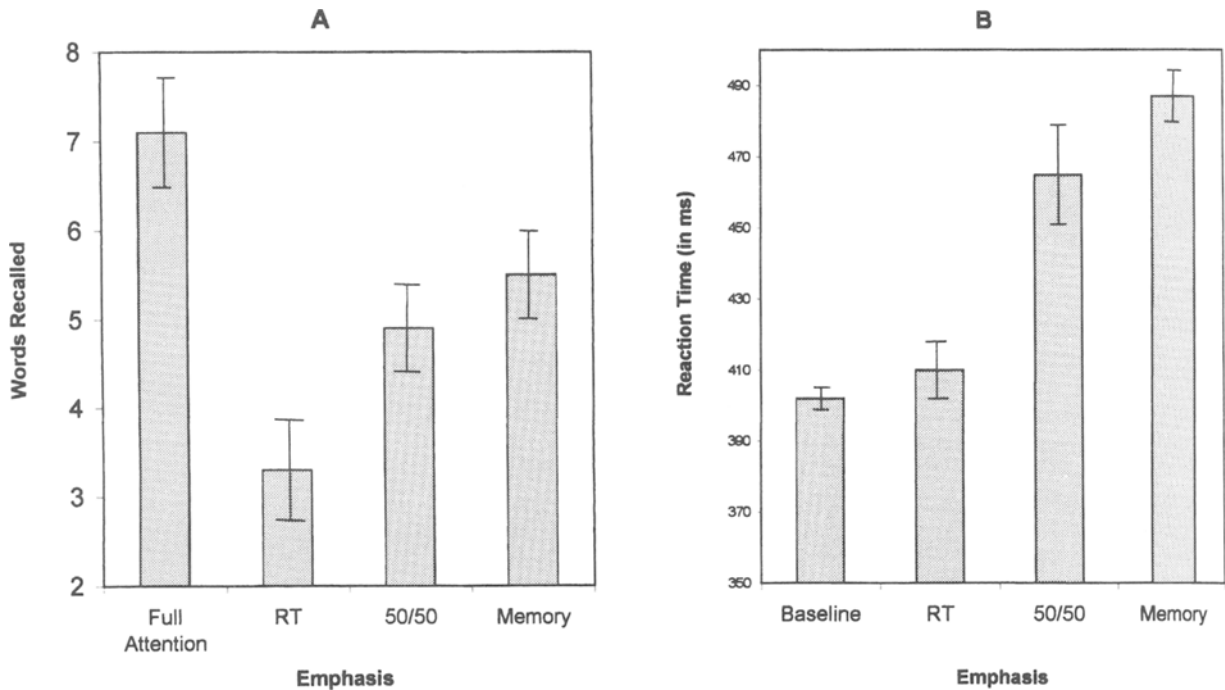 A
Words Recalled
8
7
6
5
4
3
2
Full Attention
RT
50/50
Memory
Emphasis
B
Reaction Time (in ms)
490
470
450
430
410
390
370
350
Baseline
RT
50/50
Memory
Emphasis